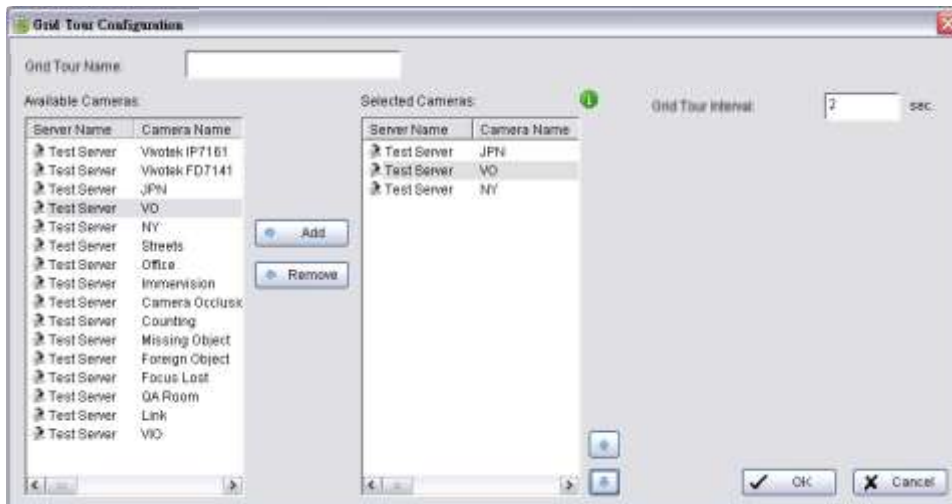 Grid Tour Configuration
Grid Tour Name:
Available Cameras:
Server Name Camera Name
Test Server Vivotek IP7161
Test Server Vivotek FD7141
Test Server JPN
Test Server VO
Test Server NY
Test Server Streets
Test Server Office
Test Server Immervision
Test Server Camera Occlusi
Test Server Counting
Test Server Missing Object
Test Server Foreign Object
Test Server Focus Lost
Test Server QA Room
Test Server Link
Test Server VIO
Add
Remove
Selected Cameras:
Server Name Camera Name
Test Server JPN
Test Server VO
Test Server NY
Grid Tour Interval: 2 sec.
OK Cancel